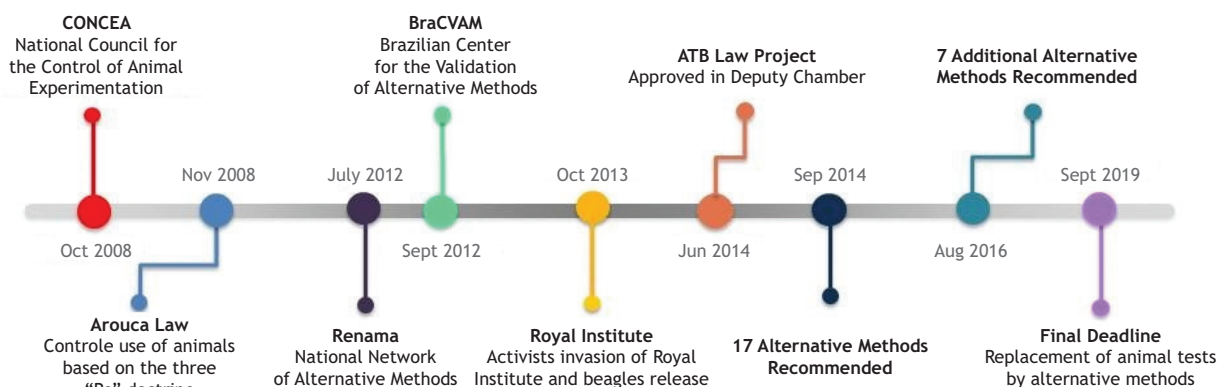 CONCEA
National Council for
the Control of Animal
Experimentation
BraCVAM
Brazilian Center
for the Validation
of Alternative Methods
ATB Law Project
Approved in Deputy Chamber
7 Additional Alternative
Methods Recommended
Nov 2008
July 2012
Oct 2013
Sep 2014
Sept 2019
Oct 2008
Sept 2012
Jun 2014
Aug 2016
Arouca Law
Controle use of animals
based on the three
Renama
National Network
of Alternative Methods
Royal Institute
Activists invasion of Royal
Institute and beagles release
17 Alternative Methods
Recommended
Final Deadline
Replacement of animal tests
by alternative methods